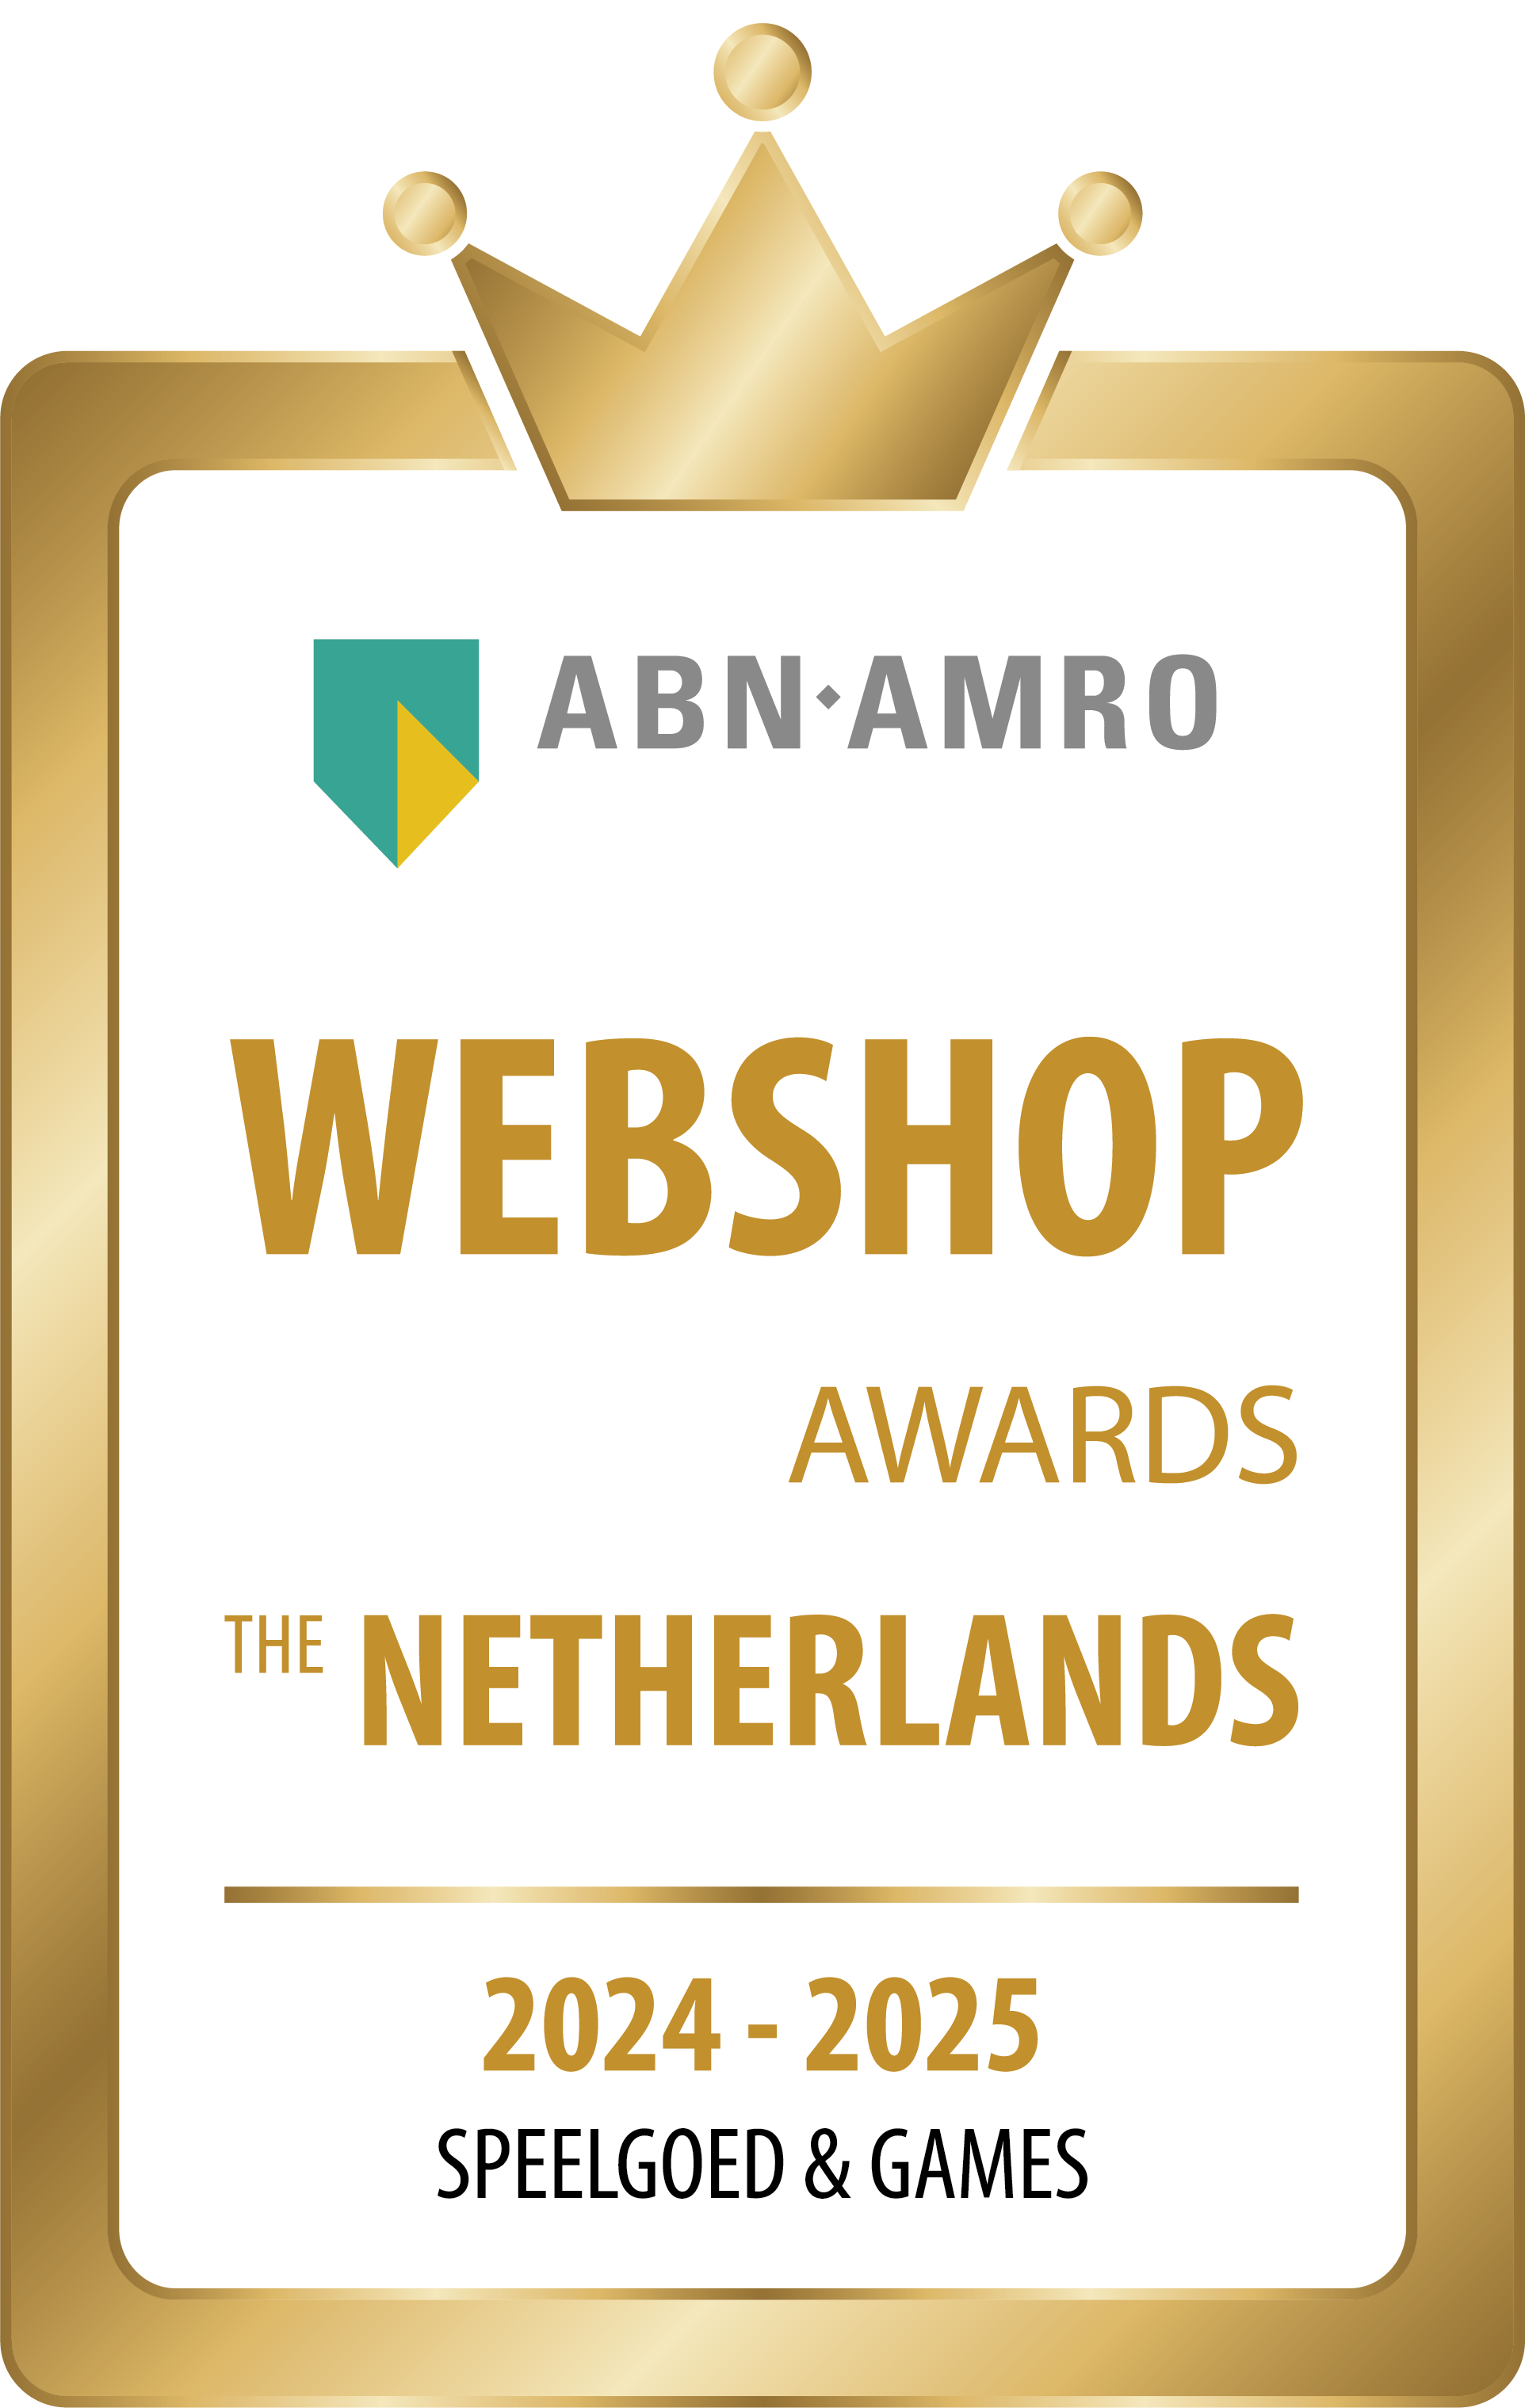 ABN·AMRO
WEBSHOP
AWARDS
THE NETHERLANDS
2024 - 2025
SPEELGOED & GAMES